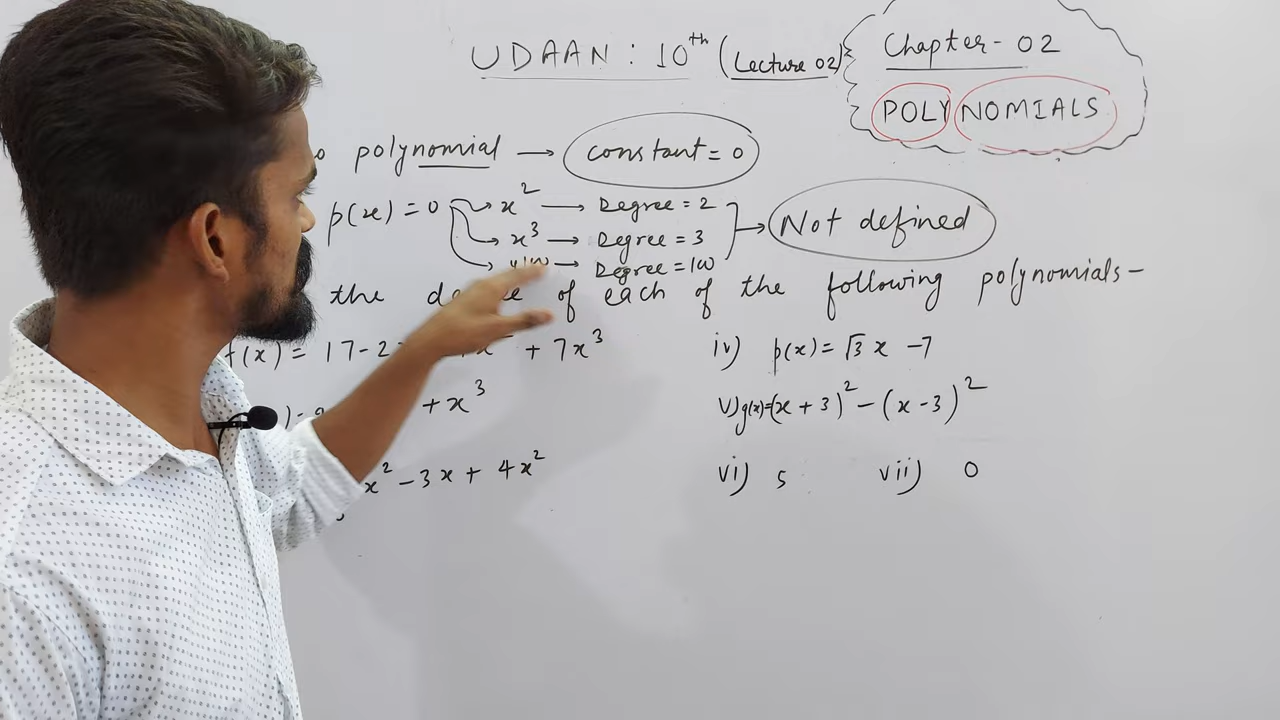 UDAAN : 10th (Lecture 02)
Chapter - 02
POLYNOMIALS
polynomial → constant = 0
p(x) = 0 → x² → Degree = 2
→ x³ → Degree = 3
→ → Degree = 100
→ Not defined
the of each of the following polynomials -
f(x) = 17 - 2 + 7x³
+ x³
x² - 3x + 4x²
iv) p(x) = √3 x - 7
v) g(x) = (x + 3)² - (x - 3)²
vi) 5 vii) 0